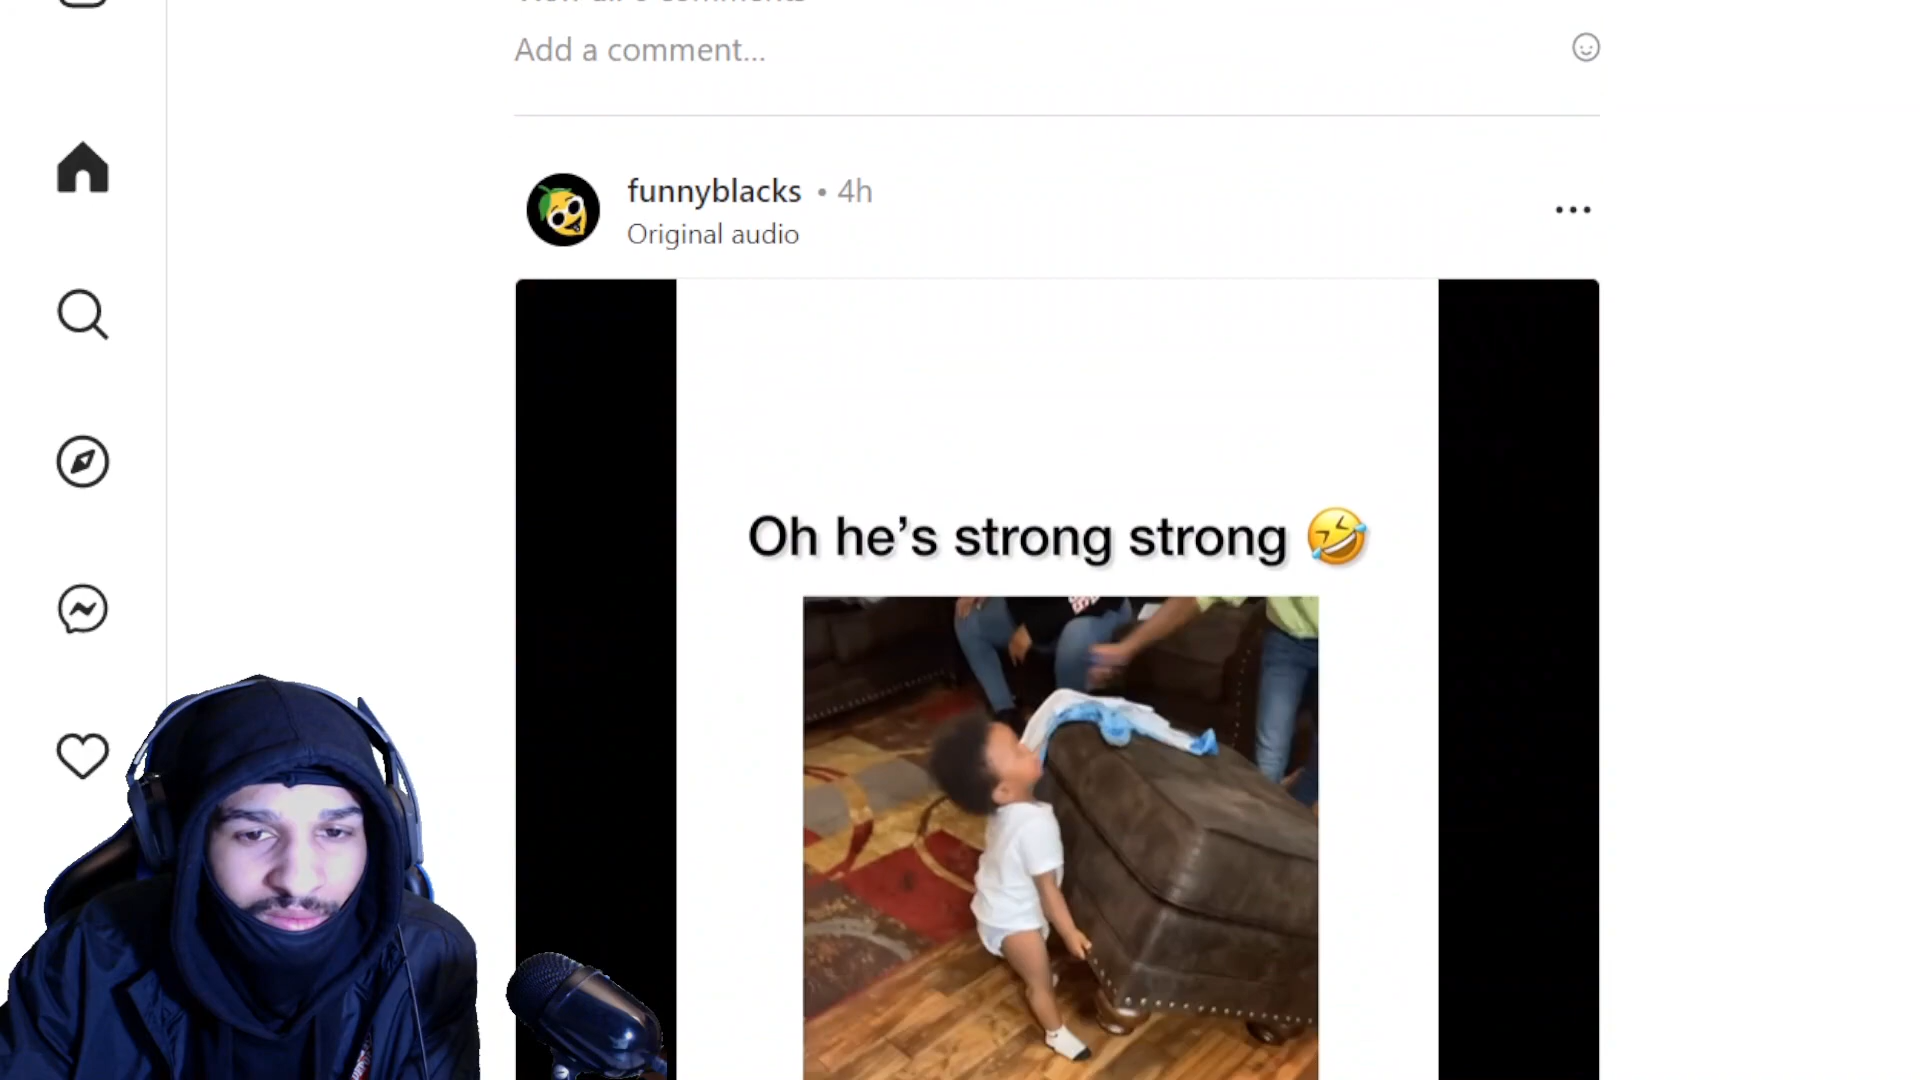 Add a comment...
funnyblacks • 4h
Original audio
Oh he's strong strong 🤣